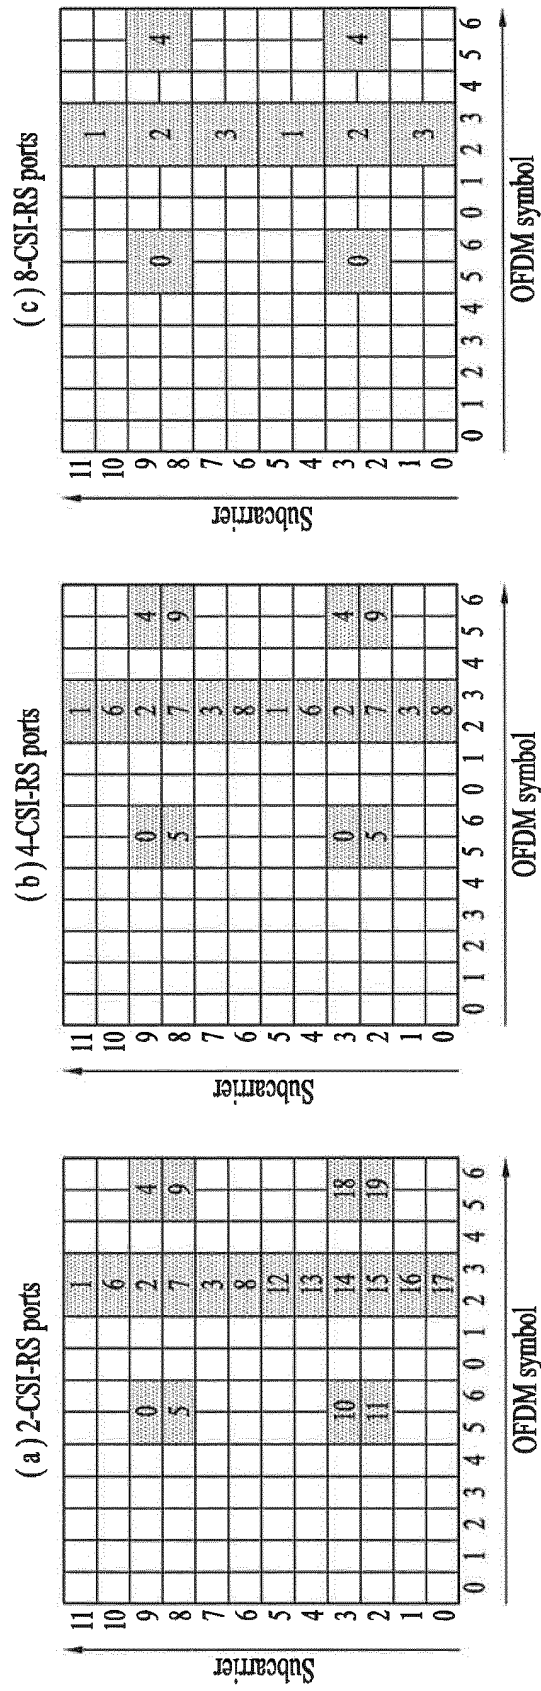 (a) 2-CSI-RS ports
Subcarrier
11 1
10 6
9 0 2 4
8 5 7 9
7 3
6 8
5 12
4 13
3 10 14 18
2 11 15 19
1 16
0 17
0 1 2 3 4 5 6 0 1 2 3 4 5 6
OFDM symbol
(b) 4-CSI-RS ports
Subcarrier
11 1
10 6
9 0 2 4
8 5 7 9
7 3
6 8
5 1
4 6
3 0 2 4
2 5 7 9
1 3
0 8
0 1 2 3 4 5 6 0 1 2 3 4 5 6
OFDM symbol
(c) 8-CSI-RS ports
Subcarrier
11
1
10
9
0 2 4
8
7
3
6
5
1
4
3
0 2 4
2
1
3
0
0 1 2 3 4 5 6 0 1 2 3 4 5 6
OFDM symbol